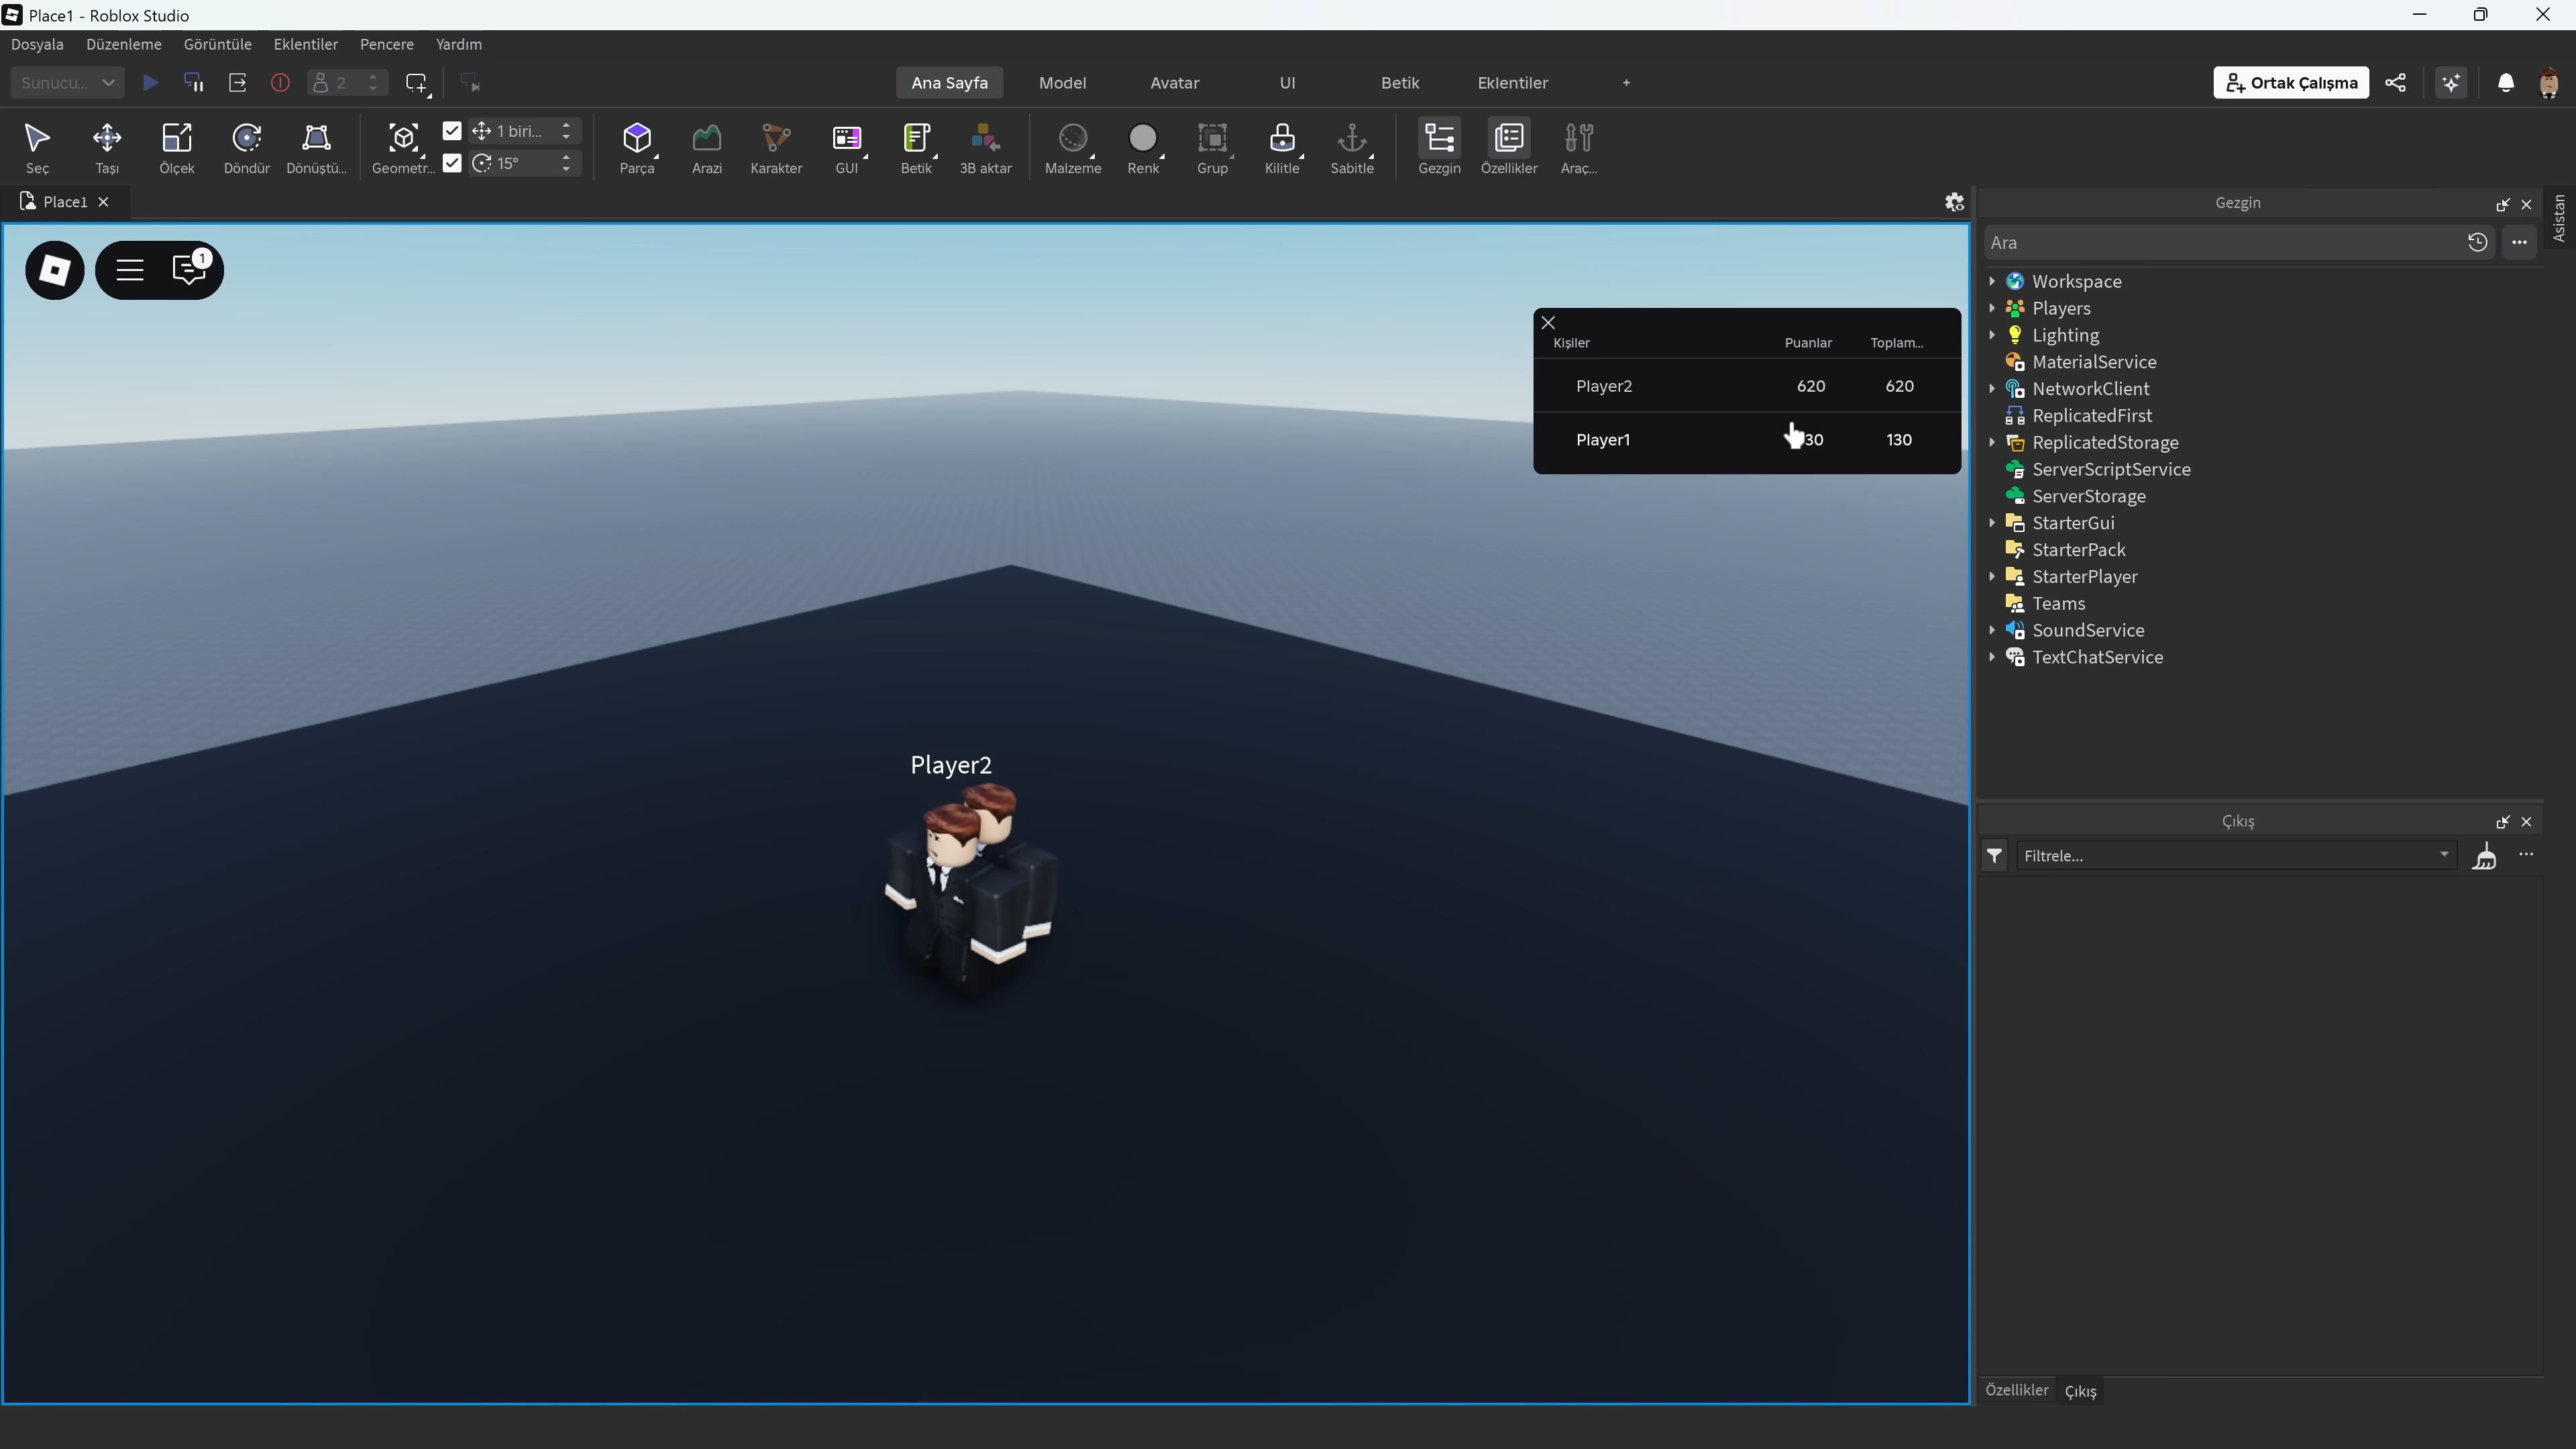 Place1 - Roblox Studio
Dosyala Düzenleme Görüntüle Eklentiler Pencere Yardım
Sunucu... 2 Ana Sayfa Model Avatar UI Betik Eklentiler + Ortak Çalışma
1 biri...
15°
Seç Taşı Ölçek Döndür Dönüştü... Geometr... Parça Arazi Karakter GUI Betik 3B aktar Malzeme Renk Grup Kilitle Sabitle Gezgin Özellikler Araç...
Place1
Gezgin
Asistan
Ara
1
Workspace
Players
Lighting
MaterialService
NetworkClient
ReplicatedFirst
ReplicatedStorage
ServerScriptService
ServerStorage
StarterGui
StarterPack
StarterPlayer
Teams
SoundService
TextChatService
Kişiler Puanlar Toplam...
Player2 620 620
Player1 30 130
Player2
Çıkış
Filtrele...
Özellikler Çıkış